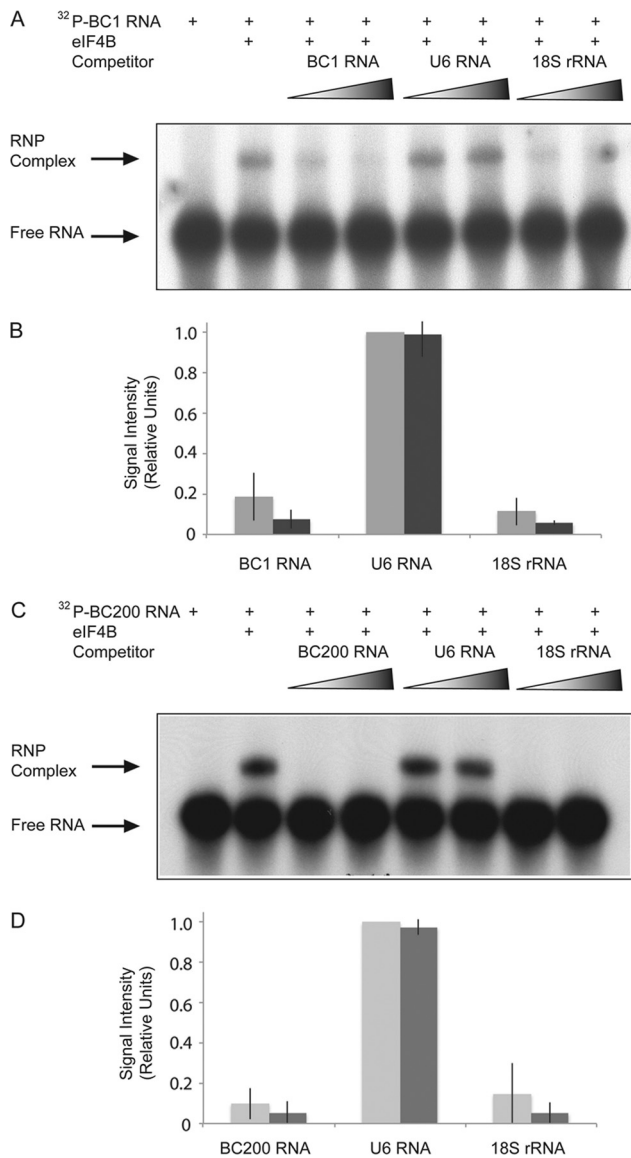 A
32P-BC1 RNA + + + + + + + +
eIF4B + + + + + + +
Competitor BC1 RNA U6 RNA 18S rRNA
RNP
Complex
Free RNA
B
Signal Intensity
(Relative Units)
1.0
0.8
0.6
0.4
0.2
0
BC1 RNA U6 RNA 18S rRNA
C
32P-BC200 RNA + + + + + + + +
eIF4B + + + + + + +
Competitor BC200 RNA U6 RNA 18S rRNA
RNP
Complex
Free RNA
D
Signal Intensity
(Relative Units)
1.0
0.8
0.6
0.4
0.2
0
BC200 RNA U6 RNA 18S rRNA